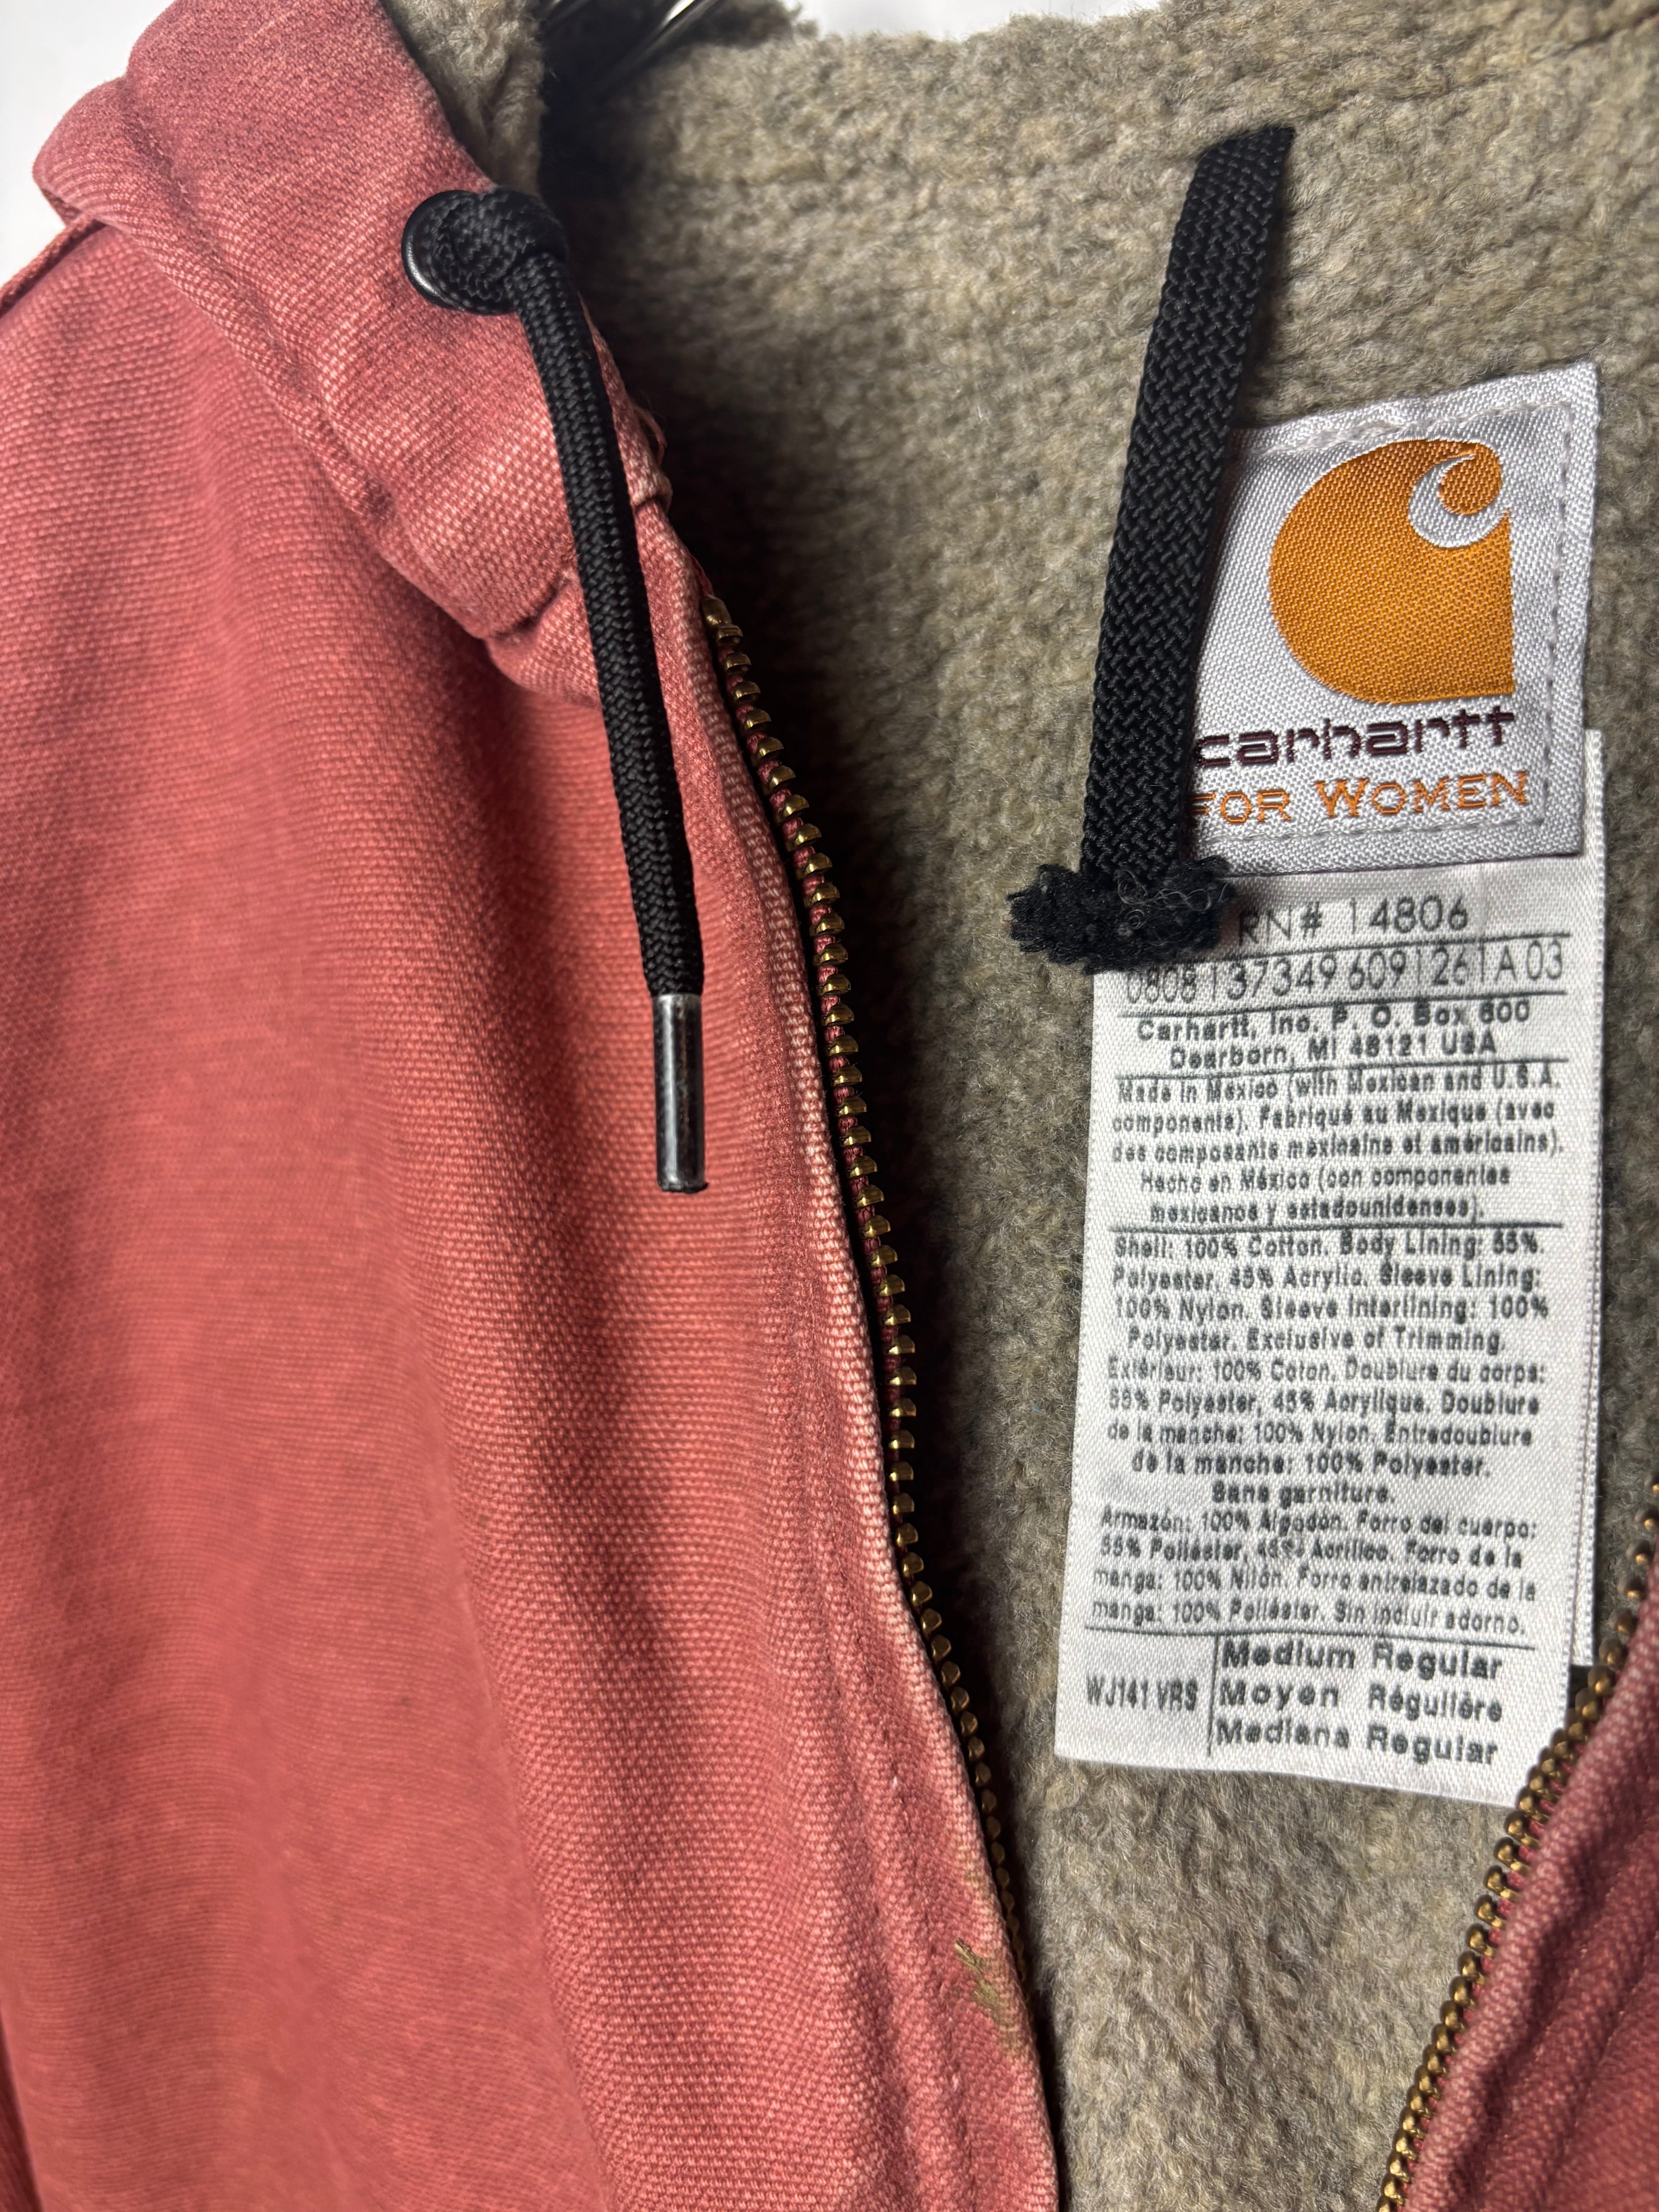 carhartt
FOR WOMEN
RN# 14806
0808 137349 6091261A 03
Carhartt, Inc. P. O. Box 600
Dearborn, MI 48121 USA
Made in Mexico (with Mexican and U.S.A.
components). Fabriqué au Mexique (avec
des composants mexicains et américains).
Hecho en México (con componentes
mexicanos y estadounidenses).
Shell: 100% Cotton. Body Lining: 55%
Polyester, 45% Acrylic. Sleeve Lining:
100% Nylon. Sleeve Interlining: 100%
Polyester. Exclusive of Trimming.
Extérieur: 100% Coton. Doublure du corps:
55% Polyester, 45% Acrylique. Doublure
de la manche: 100% Nylon. Entredoublure
de la manche: 100% Polyester.
Sans garniture.
Armazón: 100% Algodón. Forro del cuerpo:
55% Poliéster, 45% Acrílico. Forro de la
manga: 100% Nilón. Forro entrelazado de la
manga: 100% Poliéster. Sin incluir adorno.
WJ141 VRS
Medium Regular
Moyen Régulière
Mediana Regular